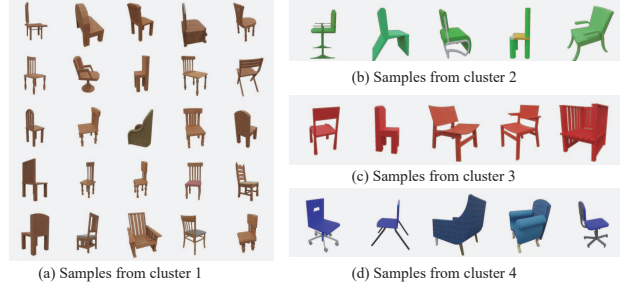 (b) Samples from cluster 2
(c) Samples from cluster 3
(a) Samples from cluster 1
(d) Samples from cluster 4